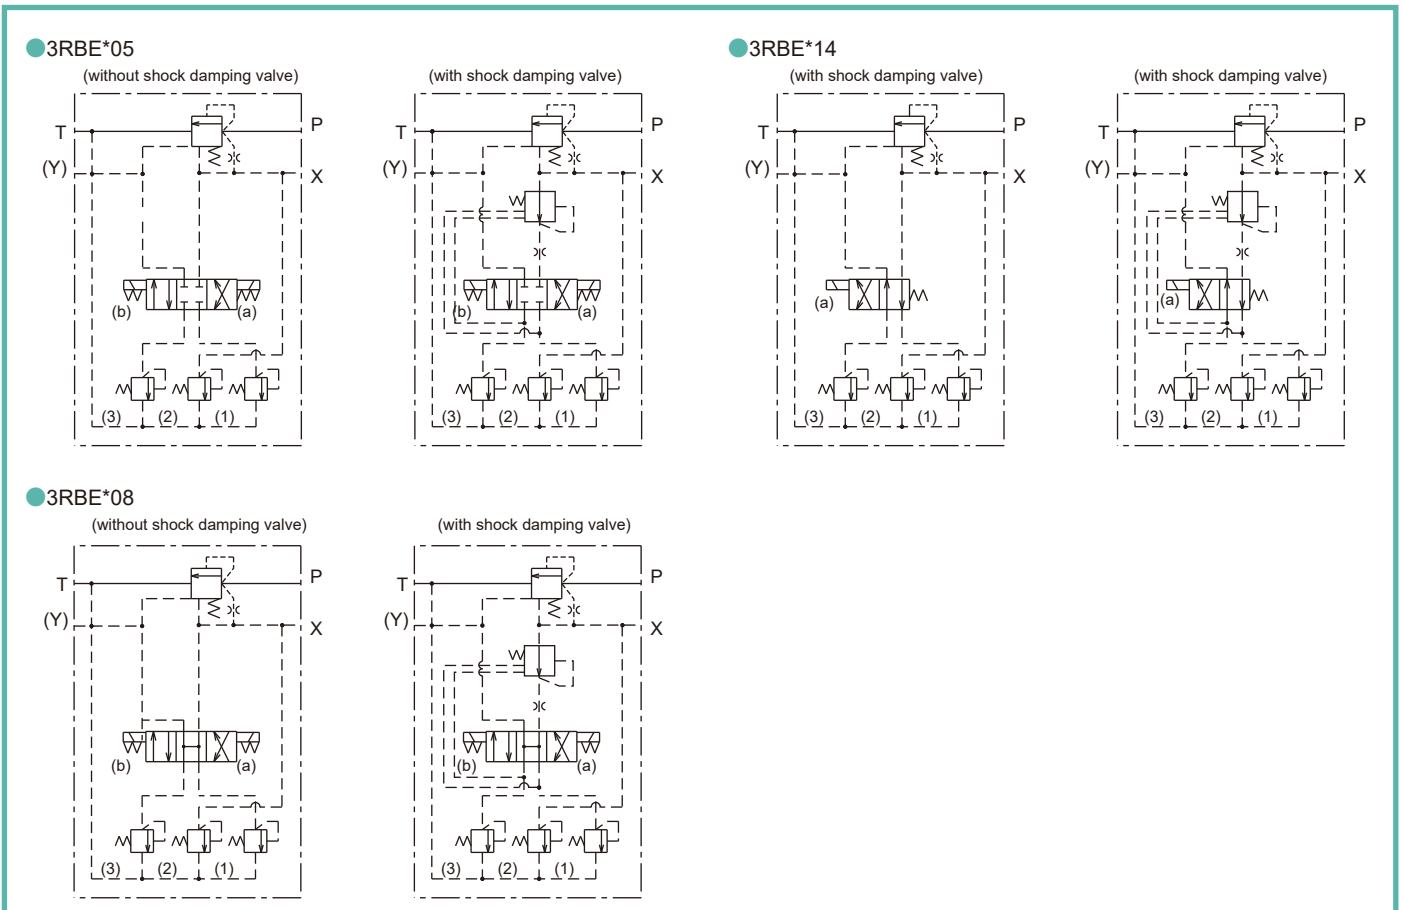 3RBE*05
(without shock damping valve)
T
P
(Y)
X
(b)
(a)
(3)
(2)
(1)
(with shock damping valve)
T
P
(Y)
X
(b)
(a)
(3)
(2)
(1)
3RBE*14
(with shock damping valve)
T
P
(Y)
X
(a)
(3)
(2)
(1)
(with shock damping valve)
T
P
(Y)
X
(a)
(3)
(2)
(1)
3RBE*08
(without shock damping valve)
T
P
(Y)
X
(b)
(a)
(3)
(2)
(1)
(with shock damping valve)
T
P
(Y)
X
(b)
(a)
(3)
(2)
(1)